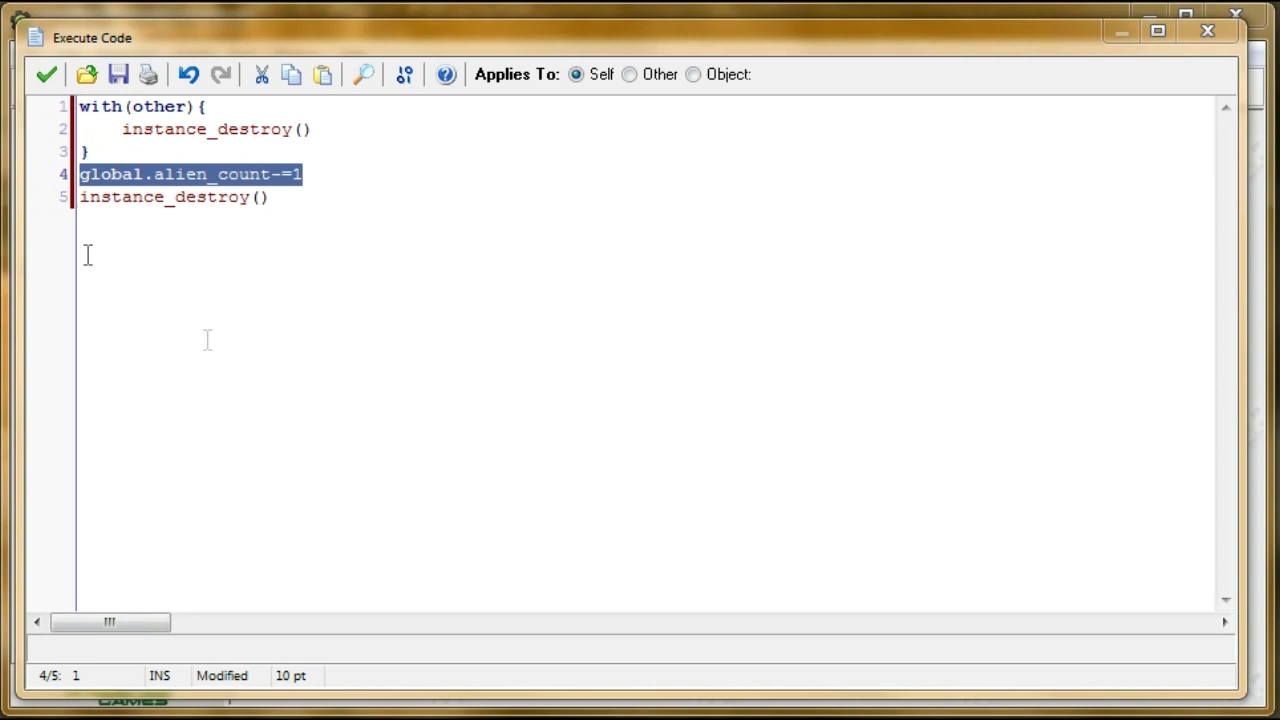 Execute Code
Applies To: Self Other Object:
1 with(other){
2 instance_destroy()
3 }
4 global.alien_count-=1
5 instance_destroy()
4/5: 1 INS Modified 10 pt
GAMES